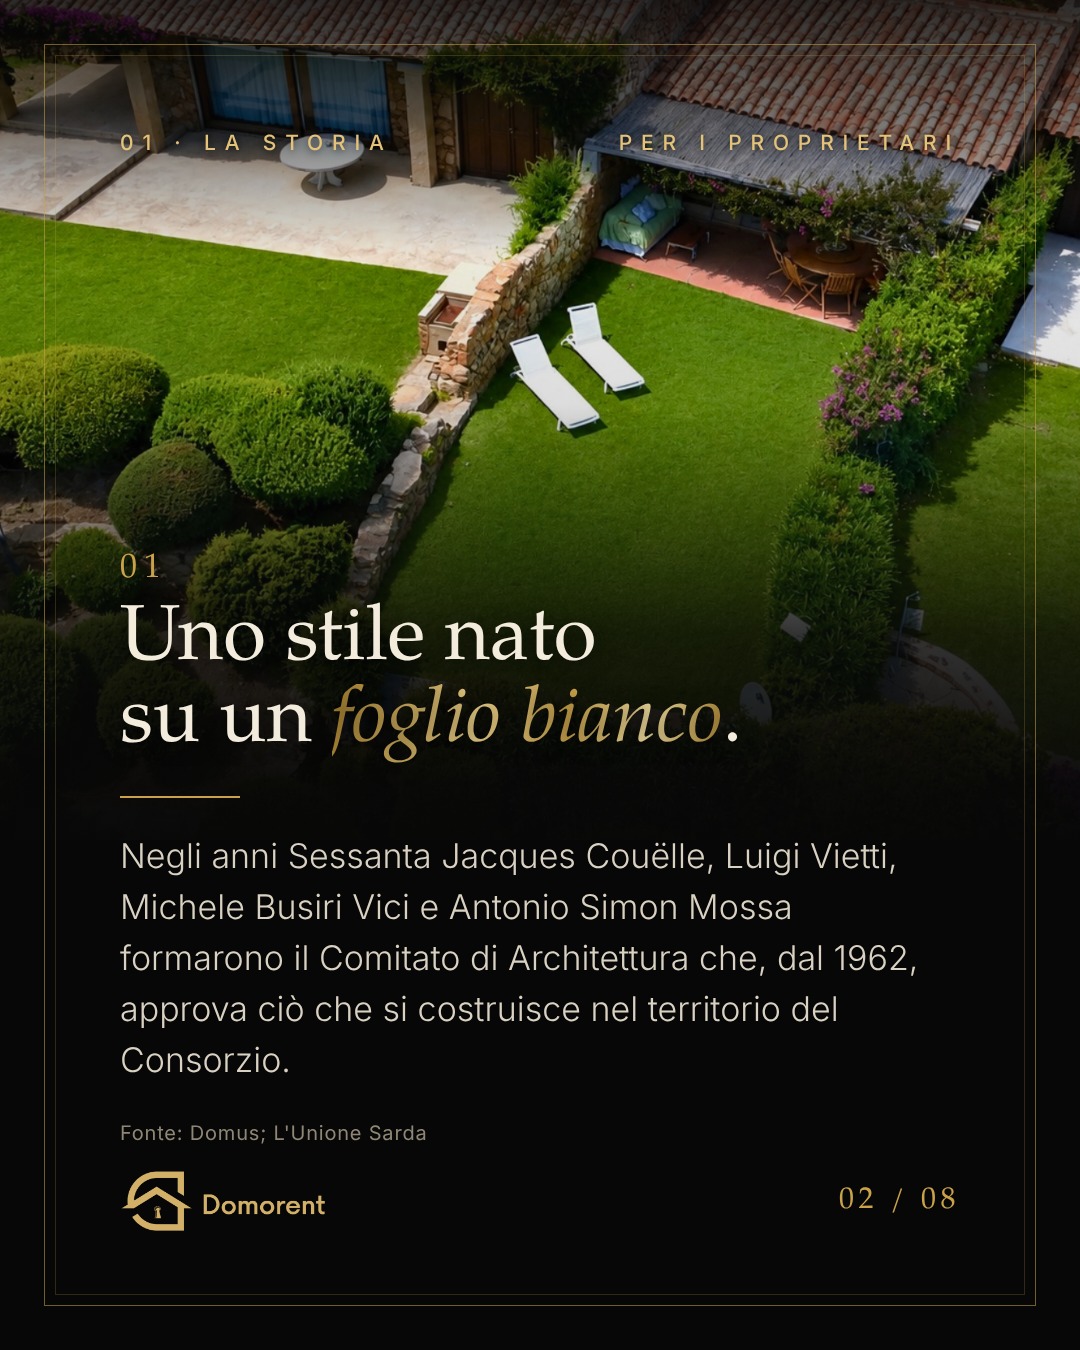 01 · LA STORIA
PER I PROPRIETARI
01
Uno stile nato
su un foglio bianco.
Negli anni Sessanta Jacques Couëlle, Luigi Vietti,
Michele Busiri Vici e Antonio Simon Mossa
formarono il Comitato di Architettura che, dal 1962,
approva ciò che si costruisce nel territorio del
Consorzio.
Fonte: Domus; L'Unione Sarda
Domorent
02 / 08